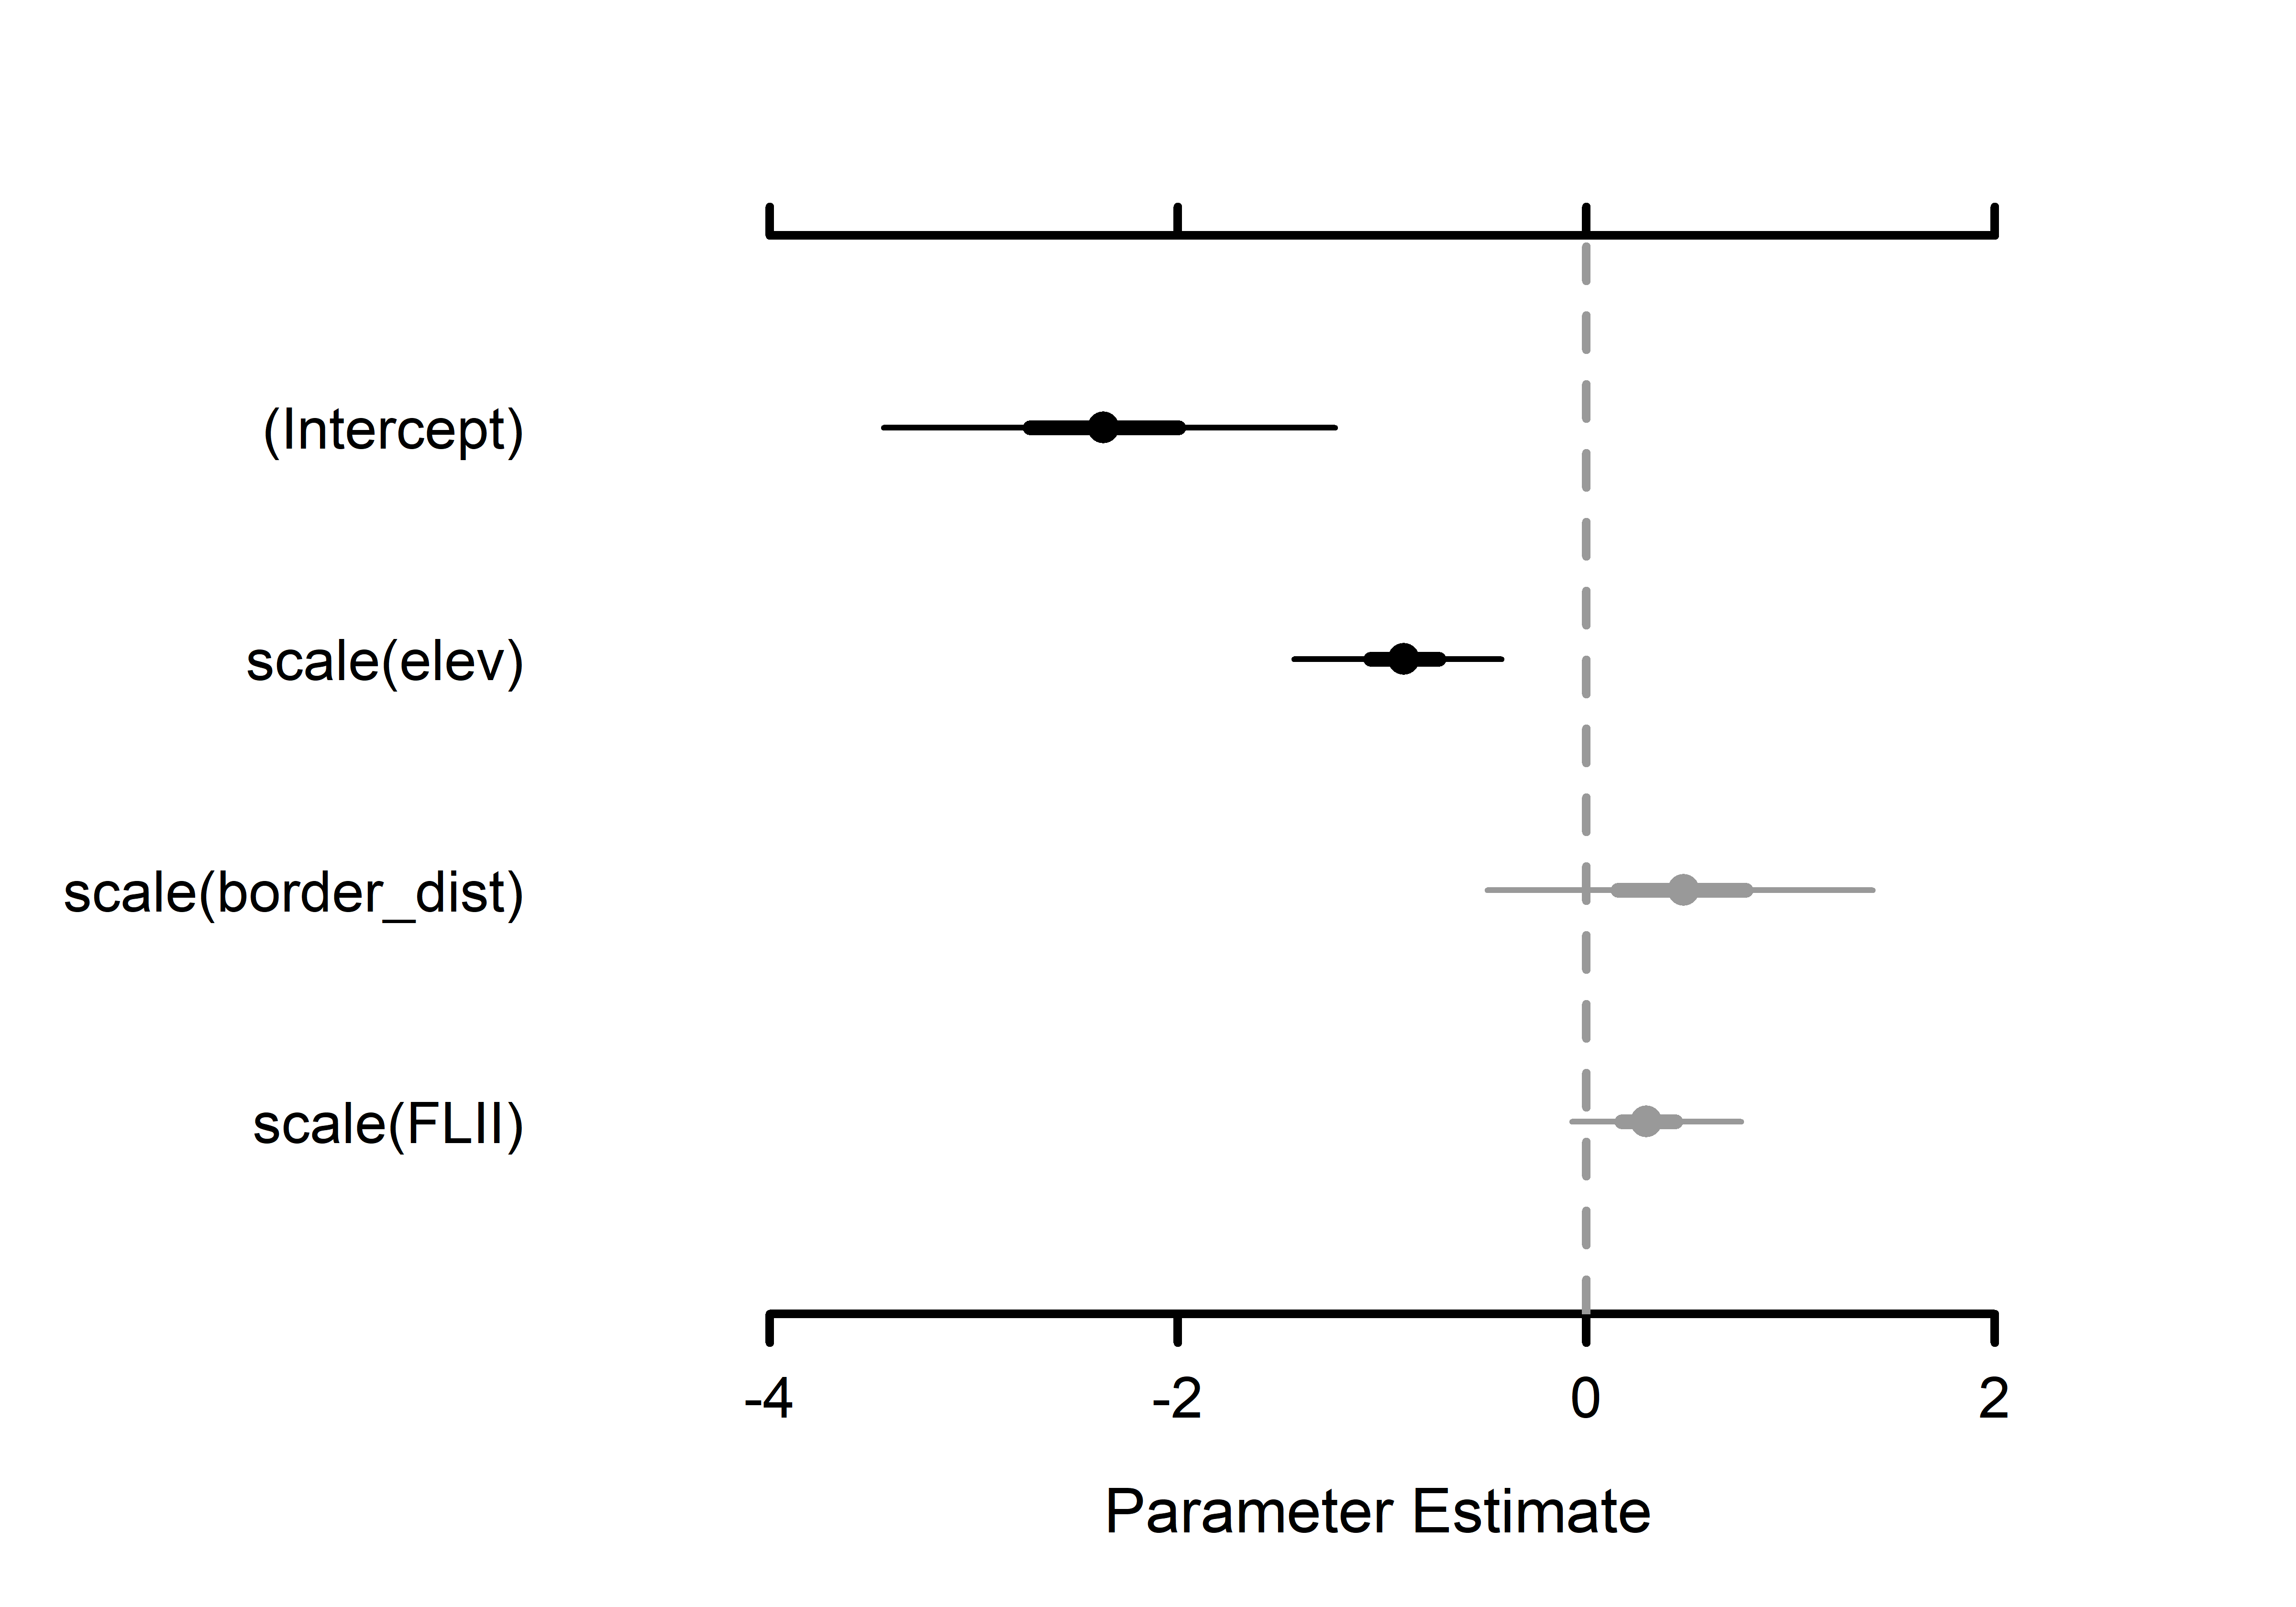 (Intercept)
scale(elev)
scale(border_dist)
scale(FLII)
-4 -2 0 2
Parameter Estimate